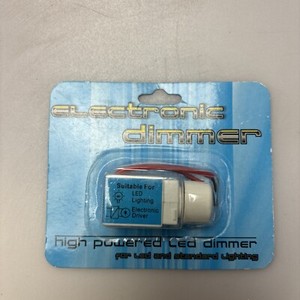 electronic
dimmer
Suitable For
LED
Lighting
Electronic
Driver
high powered led dimmer
for led and standard lighting